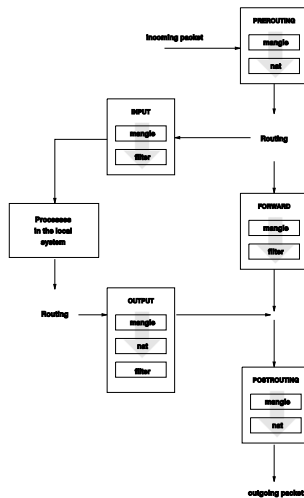 PREROUTING
incoming packet
mangle
nat
INPUT
mangle
filter
Routing
Processes
in the local
system
FORWARD
mangle
filter
Routing
OUTPUT
mangle
nat
filter
POSTROUTING
mangle
nat
outgoing packet